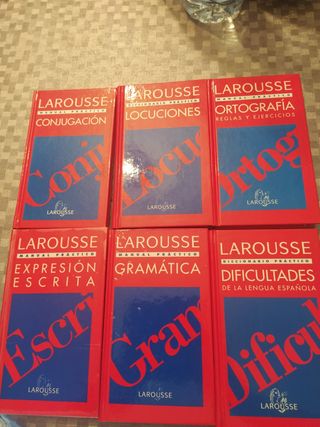 LAROUSSE
MANUAL PRÁCTICO
CONJUGACIÓN
Conj
LAROUSSE
LAROUSSE
DICCIONARIO PRÁCTICO
LOCUCIONES
Locu
LAROUSSE
LAROUSSE
MANUAL PRÁCTICO
ORTOGRAFÍA
REGLAS Y EJERCICIOS
Ortog
LAROUSSE
LAROUSSE
MANUAL PRÁCTICO
EXPRESIÓN
ESCRITA
Escri
LAROUSSE
LAROUSSE
MANUAL PRÁCTICO
GRAMÁTICA
Gram
LAROUSSE
LAROUSSE
DICCIONARIO PRÁCTICO
DIFICULTADES
DE LA LENGUA ESPAÑOLA
Dificul
LAROUSSE